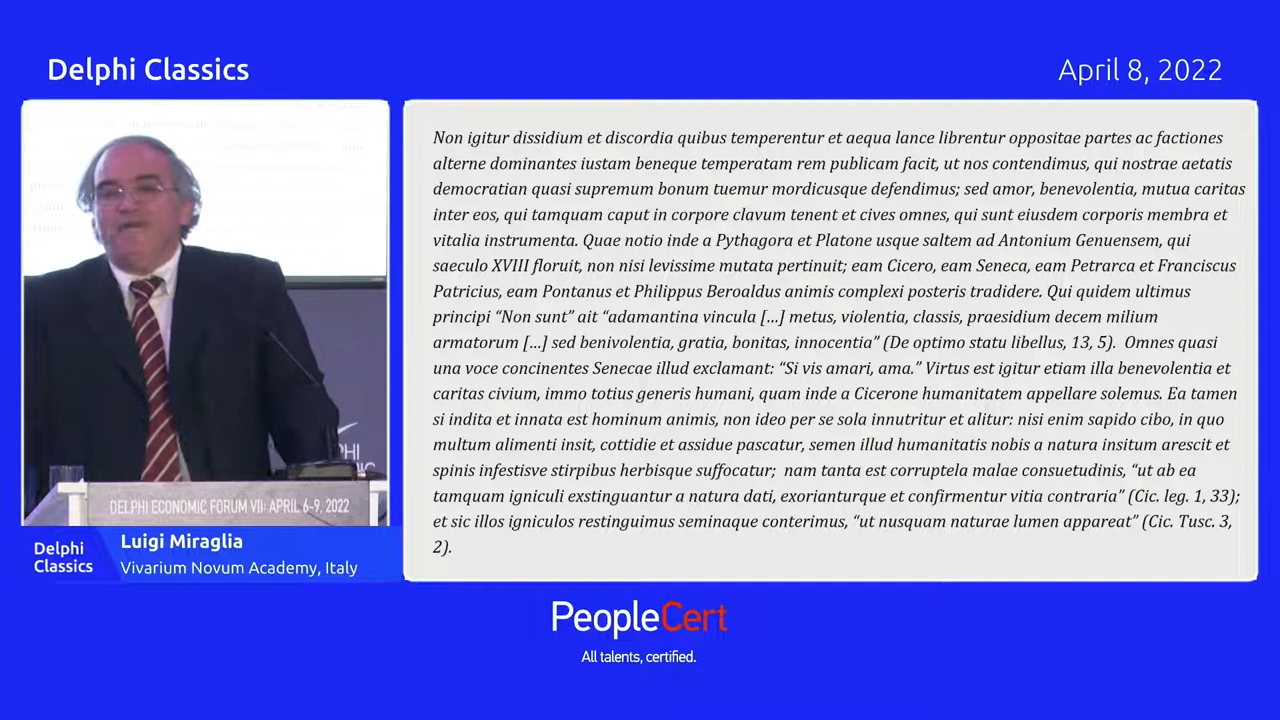 Delphi Classics
April 8, 2022
Non igitur dissidium et discordia quibus temperentur et aequa lance librentur oppositae partes ac factiones
alterne dominantes iustam beneque temperatam rem publicam facit, ut nos contendimus, qui nostrae aetatis
democratian quasi supremum bonum tuemur mordicusque defendimus; sed amor, benevolentia, mutua caritas
inter eos, qui tamquam caput in corpore clavum tenent et cives omnes, qui sunt eiusdem corporis membra et
vitalia instrumenta. Quae notio inde a Pythagora et Platone usque saltem ad Antonium Genuensem, qui
saeculo XVIII floruit, non nisi levissime mutata pertinuit; eam Cicero, eam Seneca, eam Petrarca et Franciscus
Patricius, eam Pontanus et Philippus Beroaldus animis complexi posteris tradidere. Qui quidem ultimus
principi “Non sunt” ait “adamantina vincula [...] metus, violentia, classis, praesidium decem milium
armatorum [...] sed benivolentia, gratia, bonitas, innocentia” (De optimo statu libellus, 13, 5). Omnes quasi
una voce concinentes Senecae illud exclamant: “Si vis amari, ama.” Virtus est igitur etiam illa benevolentia et
caritas civium, immo totius generis humani, quam inde a Cicerone humanitatem appellare solemus. Ea tamen
si indita et innata est hominum animis, non ideo per se sola innutritur et alitur: nisi enim sapido cibo, in quo
multum alimenti insit, cottidie et assidue pascatur, semen illud humanitatis nobis a natura insitum arescit et
spinis infestisve stirpibus herbisque suffocatur; nam tanta est corruptela malae consuetudinis, “ut ab ea
tamquam igniculi exstinguantur a natura dati, exorianturque et confirmentur vitia contraria” (Cic. leg. 1, 33);
et sic illos igniculos restinguimus seminaque conterimus, “ut nusquam naturae lumen appareat” (Cic. Tusc. 3,
2).
DELPHI ECONOMIC FORUM VII: APRIL 6-9, 2022
Delphi
Classics
Luigi Miraglia
Vivarium Novum Academy, Italy
PeopleCert
All talents, certified.